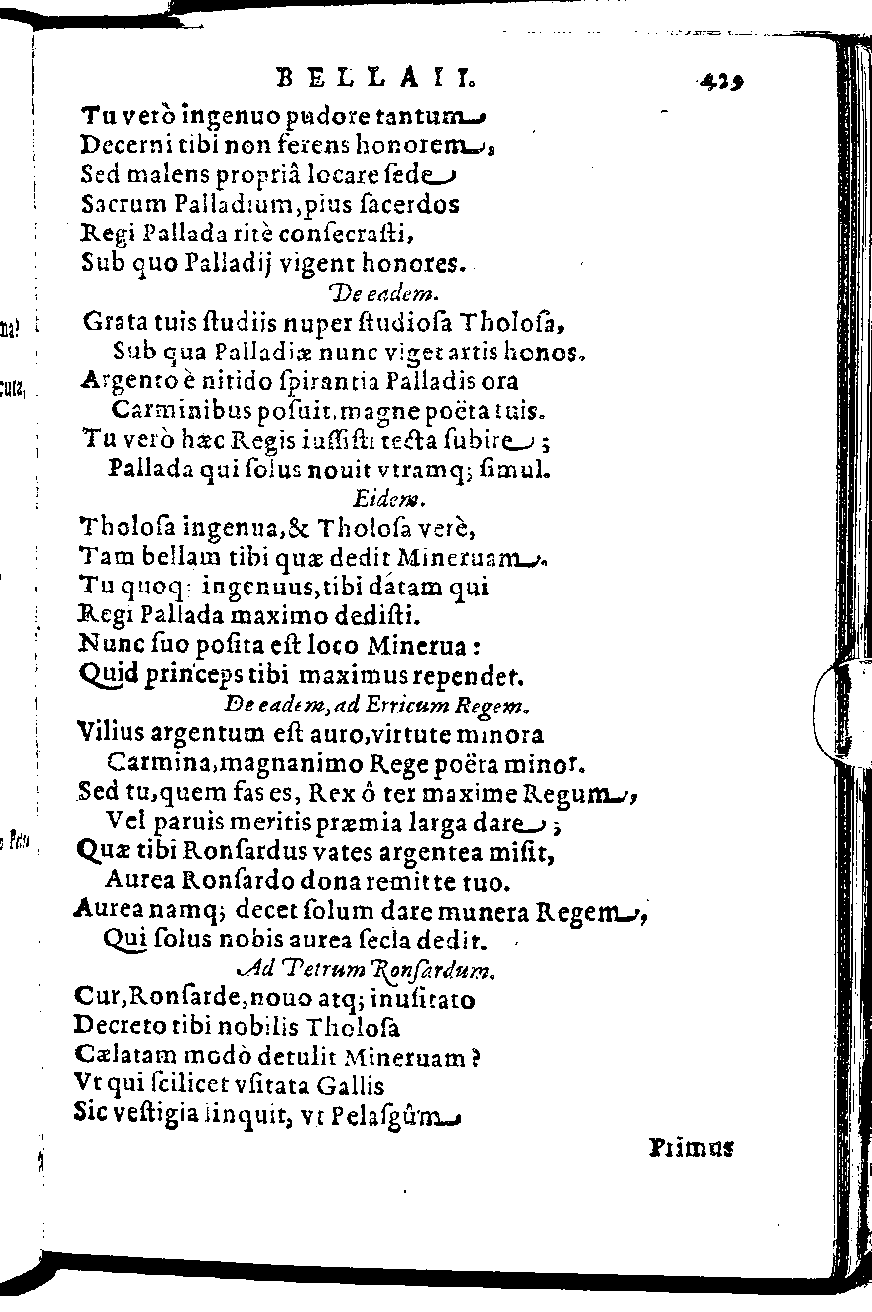 BELLAII. 429
Tu verò ingenuo pudore tantum
Decerni tibi non ferens honorem,
Sed malens propriâ locare ſede
Sacrum Palladium, pius ſacerdos
Regi Pallada ritè conſecraſti,
Sub quo Palladij vigent honores.
De eadem.
Grata tuis ſtudiis nuper ſtudioſa Tholoſa,
Sub qua Palladiæ nunc viget artis honos.
Argento è nitido ſpirantia Palladis ora
Carminibus poſuit, magne poëta tuis.
Tu verò hæc Regis iuſſiſti tecta ſubire;
Pallada qui ſolus nouit vtramq; ſimul.
Eidem.
Tholoſa ingenua, & Tholoſa verè,
Tam bellam tibi quæ dedit Mineruam.
Tu quoq; ingenuus, tibi dátam qui
Regi Pallada maximo dediſti.
Nunc ſuo poſita eſt loco Minerua:
Quid princeps tibi maximus rependet.
De eadem, ad Erricum Regem.
Vilius argentum eſt auro, virtute minora
Carmina, magnanimo Rege poëta minor.
Sed tu, quem fas es, Rex ô ter maxime Regum,
Vel paruis meritis præmia larga dare;
Quæ tibi Ronſardus vates argentea miſit,
Aurea Ronſardo dona remitte tuo.
Aurea namq; decet ſolum dare munera Regem,
Qui ſolus nobis aurea ſecla dedit.
Ad Petrum Ronſardum.
Cur, Ronſarde, nouo atq; inuſitato
Decreto tibi nobilis Tholoſa
Cælatam modò detulit Mineruam?
Vt qui ſcilicet vſitata Gallis
Sic veſtigia linquit, vt Pelaſgûm
Primus